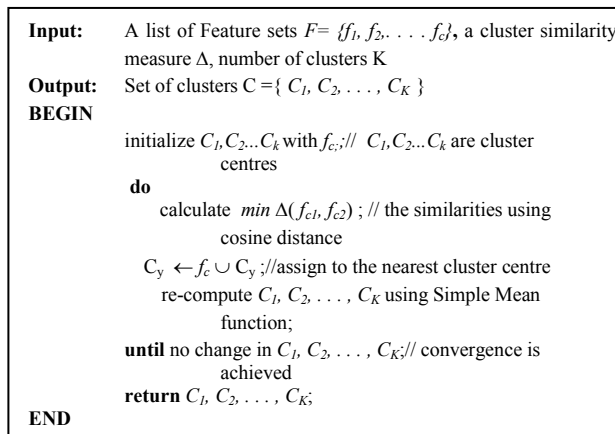 Input: A list of Feature sets F= {f1, f2,. . . . fc}, a cluster similarity
measure Δ, number of clusters K
Output: Set of clusters C ={ C1, C2, . . . , CK }
BEGIN
initialize C1,C2...Ck with fc;;// C1,C2...Ck are cluster
centres
do
calculate min Δ( fc1, fc2) ; // the similarities using
cosine distance
Cy ← fc ∪ Cy ;//assign to the nearest cluster centre
re-compute C1, C2, . . . , CK using Simple Mean
function;
until no change in C1, C2, . . . , CK;// convergence is
achieved
return C1, C2, . . . , CK;
END